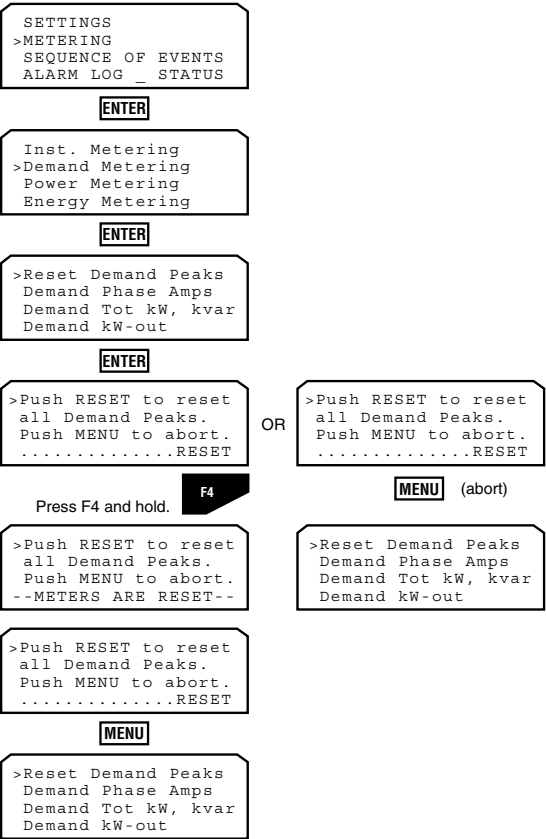 SETTINGS
>METERING
SEQUENCE OF EVENTS
ALARM LOG _ STATUS
ENTER
Inst. Metering
>Demand Metering
Power Metering
Energy Metering
ENTER
>Reset Demand Peaks
Demand Phase Amps
Demand Tot kW, kvar
Demand kW-out
ENTER
>Push RESET to reset
all Demand Peaks.
Push MENU to abort.
..............RESET
OR
>Push RESET to reset
all Demand Peaks.
Push MENU to abort.
..............RESET
Press F4 and hold.
F4
MENU (abort)
>Push RESET to reset
all Demand Peaks.
Push MENU to abort.
--METERS ARE RESET--
>Reset Demand Peaks
Demand Phase Amps
Demand Tot kW, kvar
Demand kW-out
>Push RESET to reset
all Demand Peaks.
Push MENU to abort.
..............RESET
MENU
>Reset Demand Peaks
Demand Phase Amps
Demand Tot kW, kvar
Demand kW-out